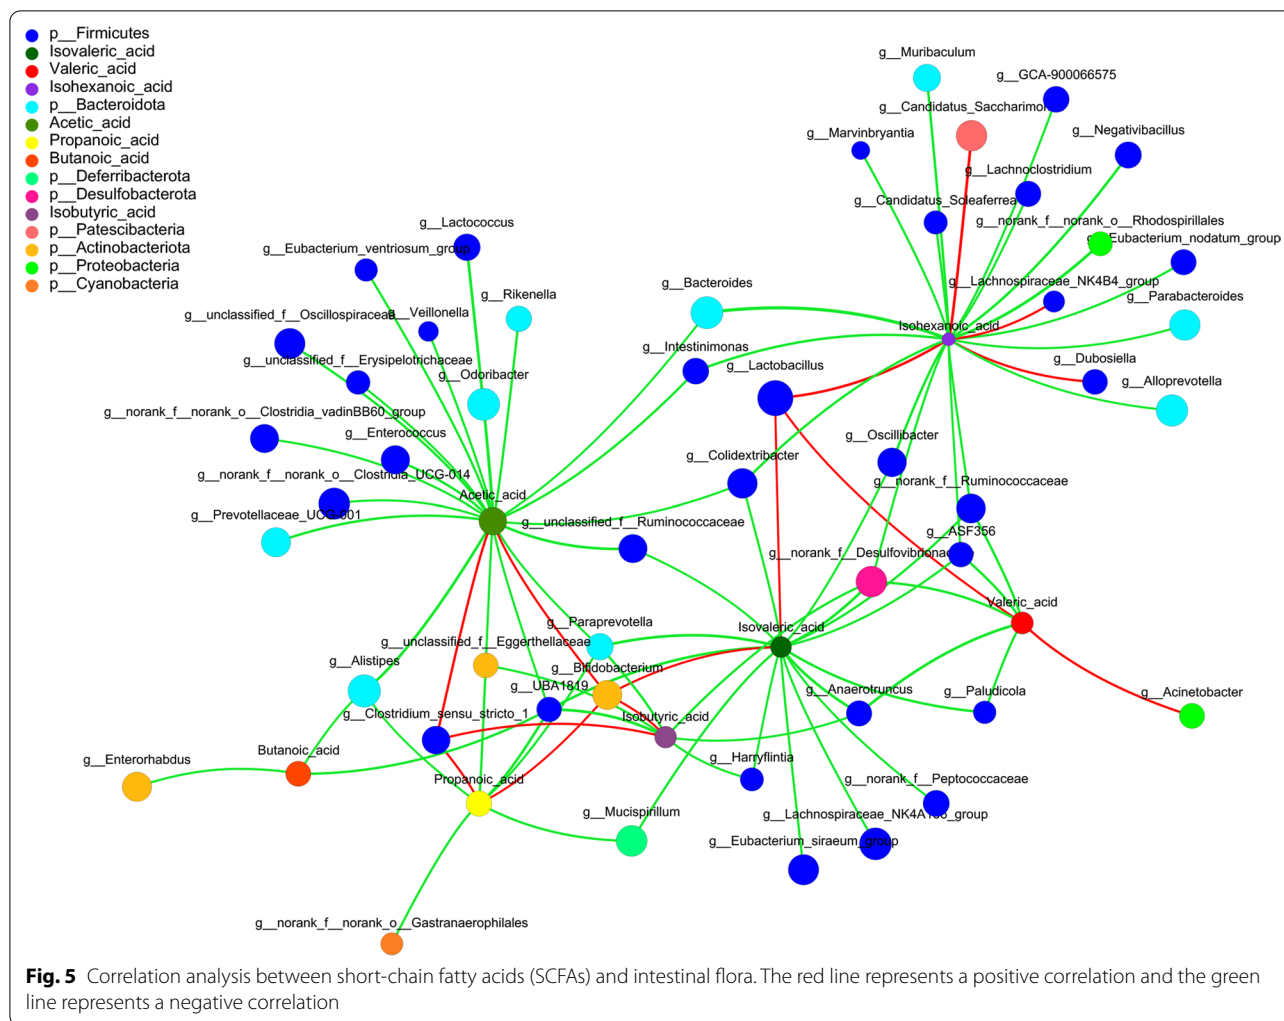 p__Firmicutes
Isovaleric_acid
Valeric_acid
Isohexanoic_acid
p__Bacteroidota
Acetic_acid
Propanoic_acid
Butanoic_acid
p__Deferribacterota
p__Desulfobacterota
Isobutyric_acid
p__Patescibacteria
p__Actinobacteriota
p__Proteobacteria
p__Cyanobacteria
g__Muribaculum
g__GCA-900066575
g__Candidatus_Saccharimon
g__Marvinbryantia
g__Negativibacillus
g__Lachnoclostridium
g__Candidatus_Soleaferrea
g__norank_f__norank_o__Rhodospirillales
g__Eubacterium_nodatum_group
g__Lactococcus
g__Eubacterium_ventriosum_group
g__Lachnospiraceae_NK4B4_group
g__Bacteroides
g__Rikenella
g__Parabacteroides
g__unclassified_f__Oscillospiraceae
g__Veillonella
Isohexanoic_acid
g__Intestinimonas
g__unclassified_f__Erysipelotrichaceae
g__Lactobacillus
g__Dubosiella
g__Odoribacter
g__Alloprevotella
g__norank_f__norank_o__Clostridia_vadinBB60_group
g__Enterococcus
g__Oscillibacter
g__Colidextribacter
g__norank_f__norank_o__Clostridia_UCG-014
g__norank_f__Ruminococcaceae
Acetic_acid
g__Prevotellaceae_UCG-001
g__unclassified_f__Ruminococcaceae
g__ASF356
g__norank_f__Desulfovibrionac
Valeric_acid
g__Paraprevotella
Isovaleric_acid
g__unclassified_f__Eggerthellaceae
g__Alistipes
g__Bifidobacterium
g__UBA1819
g__Anaerotruncus
g__Paludicola
g__Acinetobacter
g__Clostridium_sensu_stricto_1
Isobutyric_acid
Butanoic_acid
g__Enterorhabdus
g__Harryflintia
Propanoic_acid
g__norank_f__Peptococcaceae
g__Mucispirillum
g__Lachnospiraceae_NK4A136_group
g__Eubacterium_siraeum_group
g__norank_f__norank_o__Gastranaerophilales
Fig. 5 Correlation analysis between short-chain fatty acids (SCFAs) and intestinal flora. The red line represents a positive correlation and the green
line represents a negative correlation